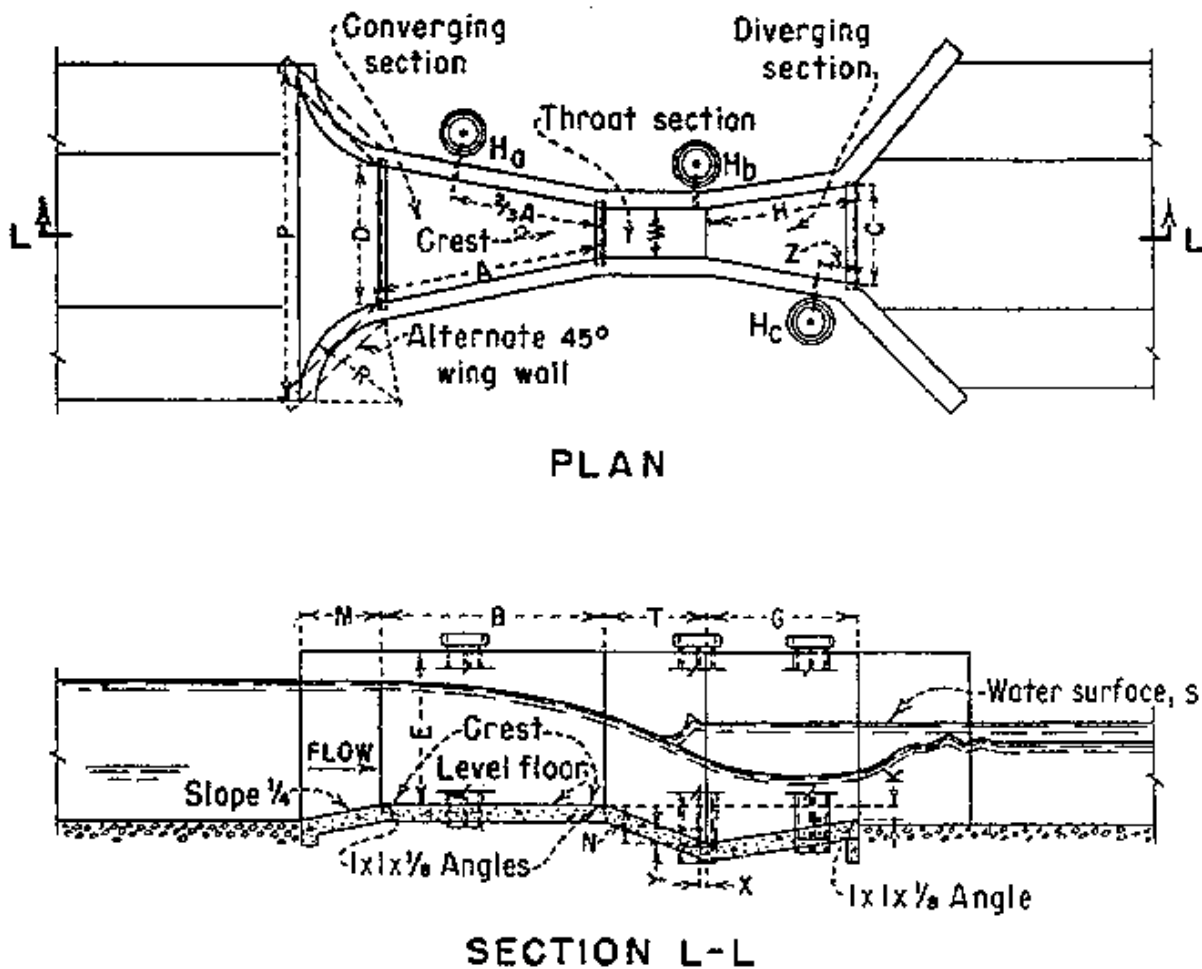 Converging
section
Diverging
section
Throat section
Ha
Hb
2/3A
H
L
P
D
Crest
W
C
L
A
Z
Hc
Alternate 45°
wing wall
R
PLAN
M
B
T
G
Water surface, S
E
Crest
FLOW
Level floor
K
Slope 1/4
N
Y
X
1x1x1/8 Angles
1x1x1/8 Angle
SECTION L-L